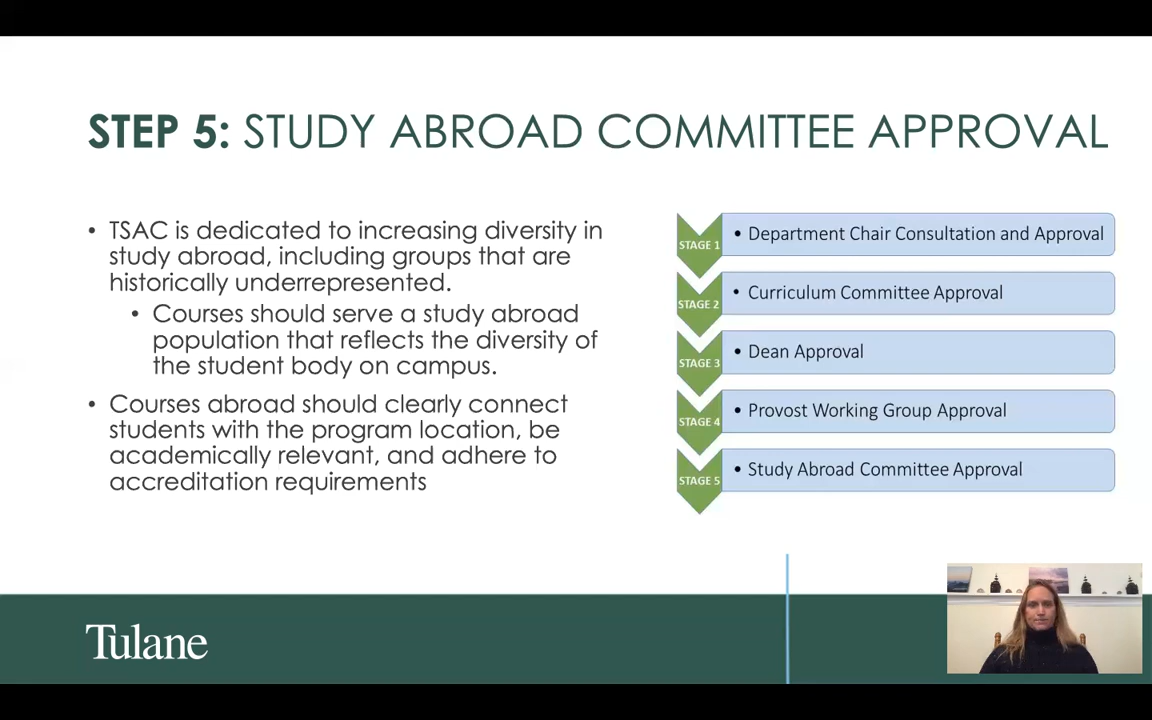 STEP 5: STUDY ABROAD COMMITTEE APPROVAL
• TSAC is dedicated to increasing diversity in
study abroad, including groups that are
historically underrepresented.
• Courses should serve a study abroad
population that reflects the diversity of
the student body on campus.
• Courses abroad should clearly connect
students with the program location, be
academically relevant, and adhere to
accreditation requirements
STAGE 1
• Department Chair Consultation and Approval
STAGE 2
• Curriculum Committee Approval
STAGE 3
• Dean Approval
STAGE 4
• Provost Working Group Approval
STAGE 5
• Study Abroad Committee Approval
Tulane